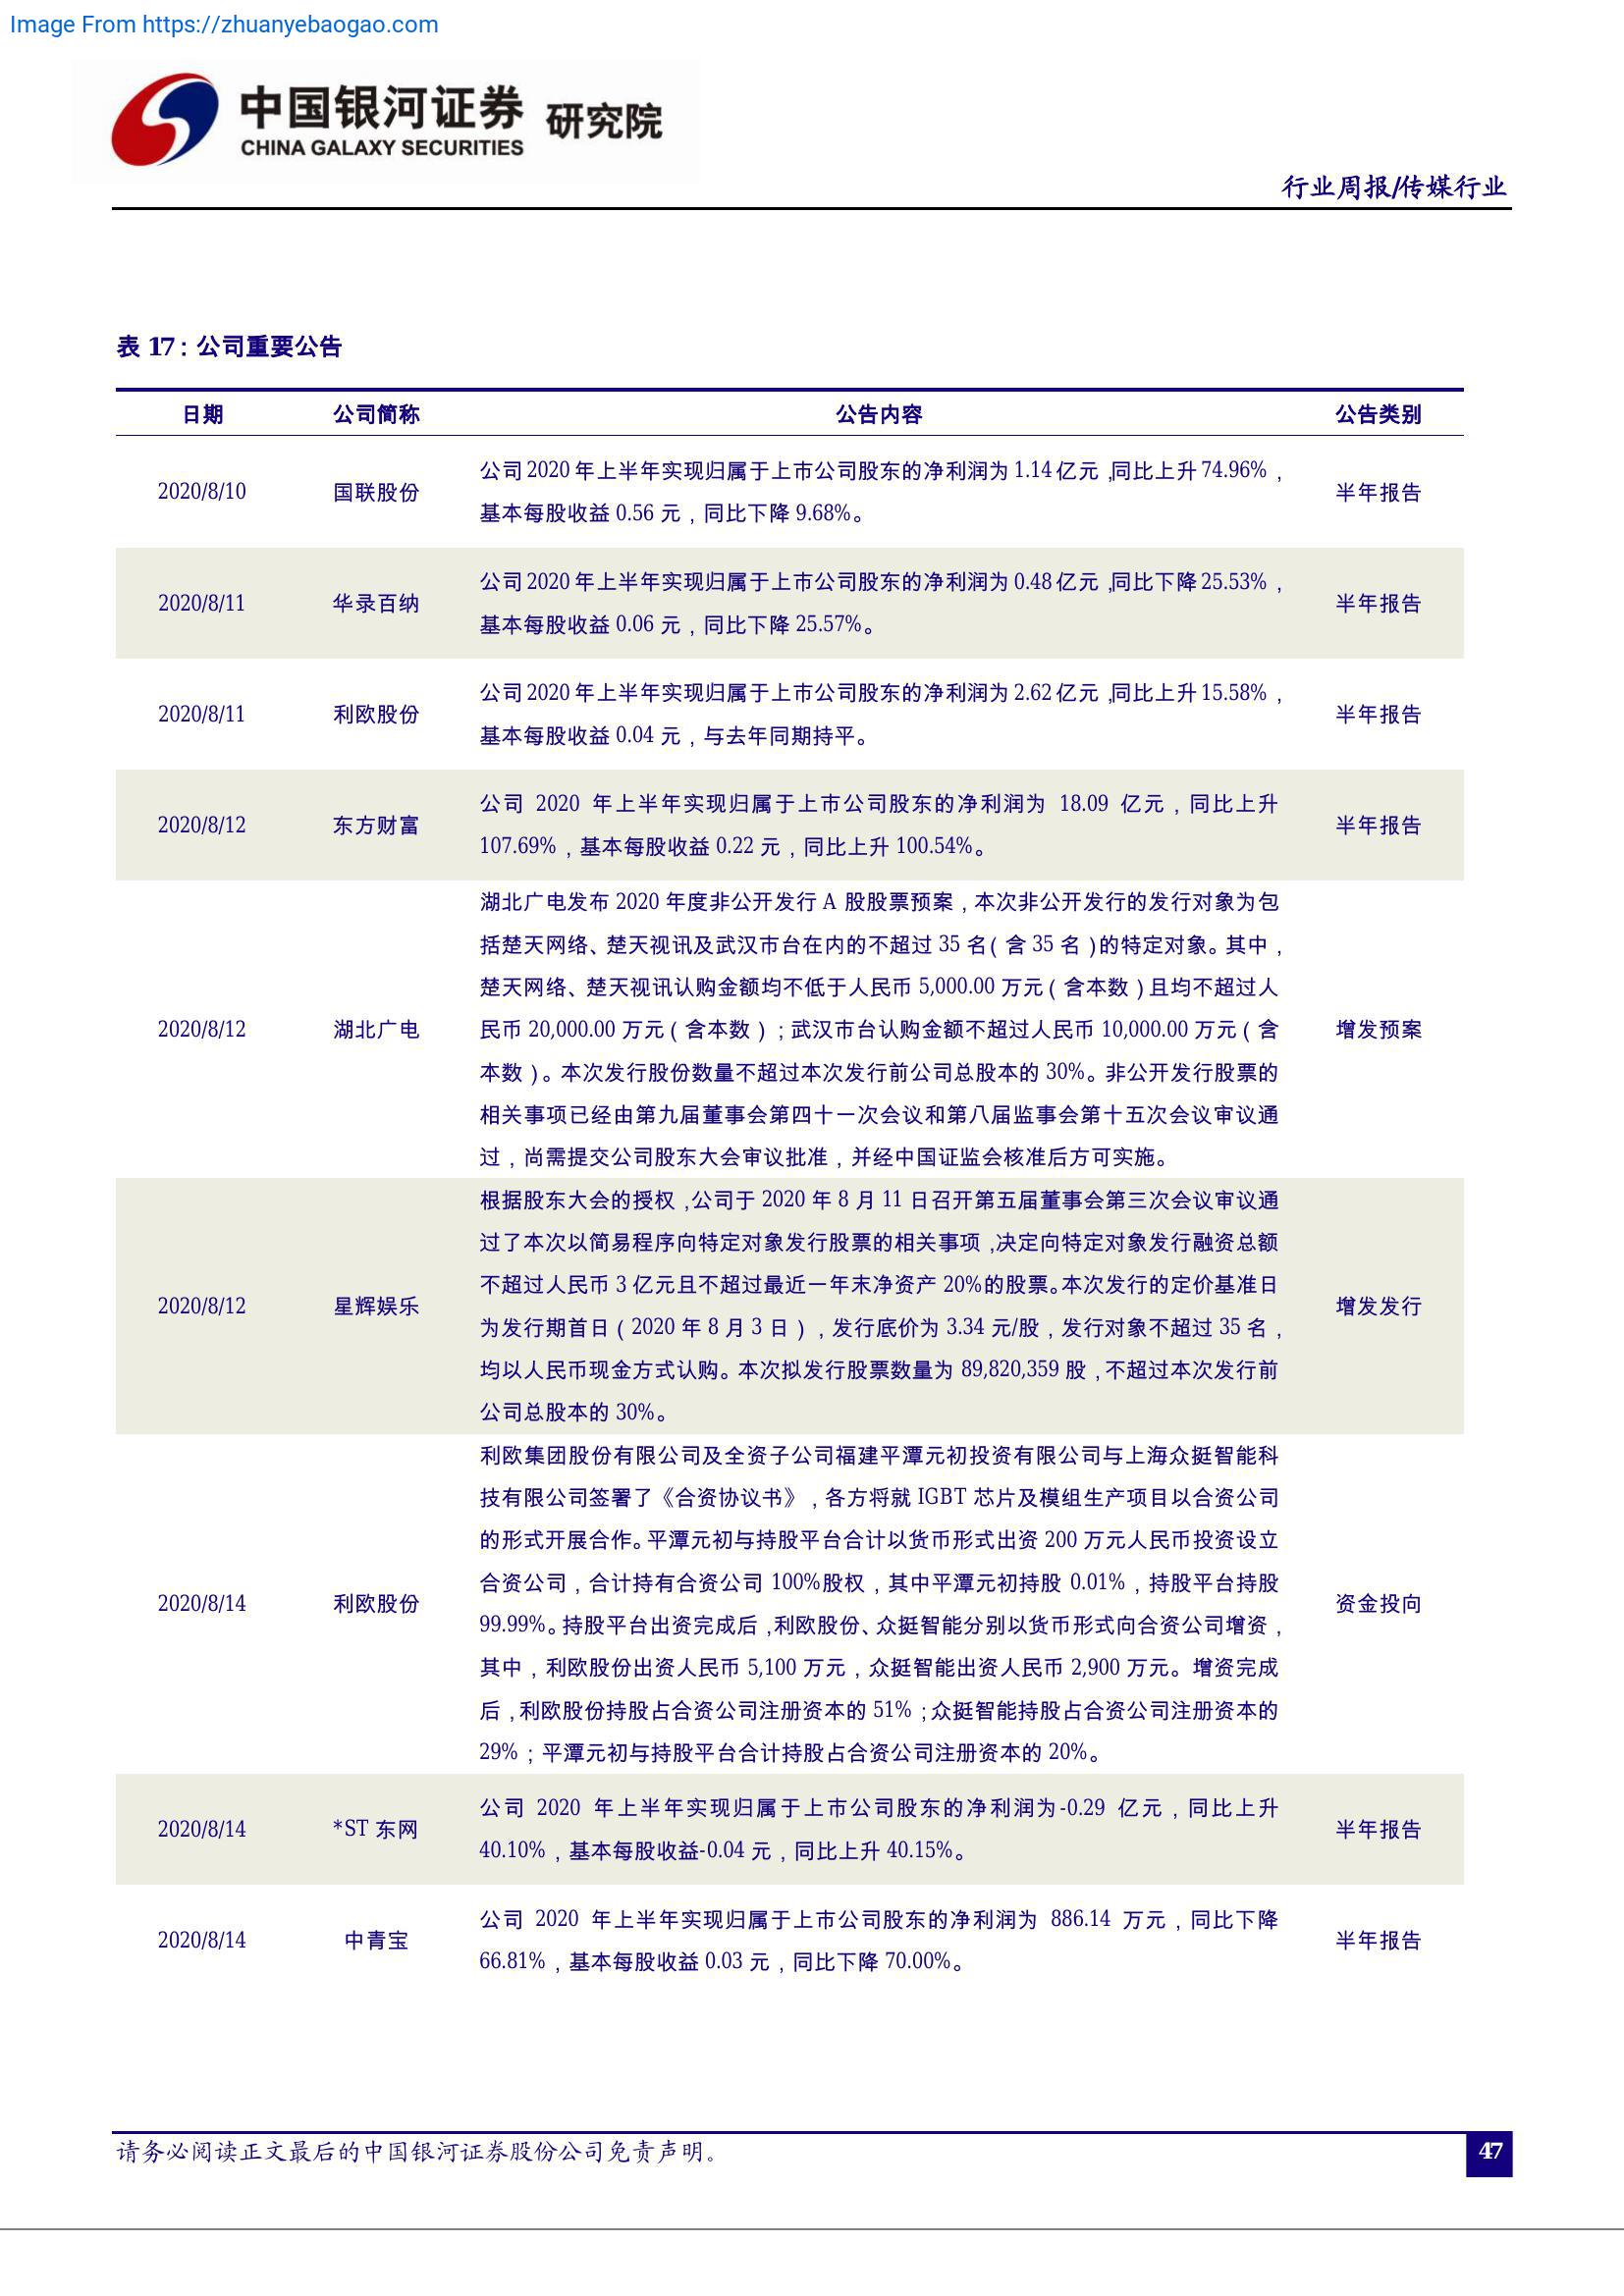 Image From https://zhuanyebaogao.com
中国银河证券 研究院
CHINA GALAXY SECURITIES
行业周报/传媒行业
表 17：公司重要公告
日期 公司简称 公告内容 公告类别
公司 2020 年上半年实现归属于上市公司股东的净利润为 1.14 亿元，同比上升 74.96%，
2020/8/10 国联股份 半年报告
基本每股收益 0.56 元，同比下降 9.68%。
公司 2020 年上半年实现归属于上市公司股东的净利润为 0.48 亿元，同比下降 25.53%，
2020/8/11 华录百纳 半年报告
基本每股收益 0.06 元，同比下降 25.57%。
公司 2020 年上半年实现归属于上市公司股东的净利润为 2.62 亿元，同比上升 15.58%，
2020/8/11 利欧股份 半年报告
基本每股收益 0.04 元，与去年同期持平。
公司 2020 年上半年实现归属于上市公司股东的净利润为 18.09 亿元，同比上升
2020/8/12 东方财富 半年报告
107.69%，基本每股收益 0.22 元，同比上升 100.54%。
湖北广电发布 2020 年度非公开发行 A 股股票预案，本次非公开发行的发行对象为包
括楚天网络、楚天视讯及武汉市台在内的不超过 35 名（含 35 名）的特定对象。其中，
楚天网络、楚天视讯认购金额均不低于人民币 5,000.00 万元（含本数）且均不超过人
2020/8/12 湖北广电 民币 20,000.00 万元（含本数）；武汉市台认购金额不超过人民币 10,000.00 万元（含 增发预案
本数）。本次发行股份数量不超过本次发行前公司总股本的 30%。非公开发行股票的
相关事项已经由第九届董事会第四十一次会议和第八届监事会第十五次会议审议通
过，尚需提交公司股东大会审议批准，并经中国证监会核准后方可实施。
根据股东大会的授权，公司于 2020 年 8 月 11 日召开第五届董事会第三次会议审议通
过了本次以简易程序向特定对象发行股票的相关事项，决定向特定对象发行融资总额
不超过人民币 3 亿元且不超过最近一年末净资产 20%的股票。本次发行的定价基准日
2020/8/12 星辉娱乐 增发发行
为发行期首日（2020 年 8 月 3 日），发行底价为 3.34 元/股，发行对象不超过 35 名，
均以人民币现金方式认购。本次拟发行股票数量为 89,820,359 股，不超过本次发行前
公司总股本的 30%。
利欧集团股份有限公司及全资子公司福建平潭元初投资有限公司与上海众挺智能科
技有限公司签署了《合资协议书》，各方将就 IGBT 芯片及模组生产项目以合资公司
的形式开展合作。平潭元初与持股平台合计以货币形式出资 200 万元人民币投资设立
合资公司，合计持有合资公司 100%股权，其中平潭元初持股 0.01%，持股平台持股
2020/8/14 利欧股份 资金投向
99.99%。持股平台出资完成后，利欧股份、众挺智能分别以货币形式向合资公司增资，
其中，利欧股份出资人民币 5,100 万元，众挺智能出资人民币 2,900 万元。增资完成
后，利欧股份持股占合资公司注册资本的 51%；众挺智能持股占合资公司注册资本的
29%；平潭元初与持股平台合计持股占合资公司注册资本的 20%。
公司 2020 年上半年实现归属于上市公司股东的净利润为-0.29 亿元，同比上升
2020/8/14 *ST 东网 半年报告
40.10%，基本每股收益-0.04 元，同比上升 40.15%。
公司 2020 年上半年实现归属于上市公司股东的净利润为 886.14 万元，同比下降
2020/8/14 中青宝 半年报告
66.81%，基本每股收益 0.03 元，同比下降 70.00%。
请务必阅读正文最后的中国银河证券股份公司免责声明。
47